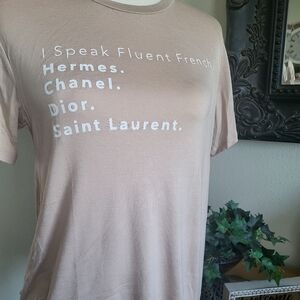 I Speak Fluent French.
Hermes.
Chanel.
Dior.
Saint Laurent.